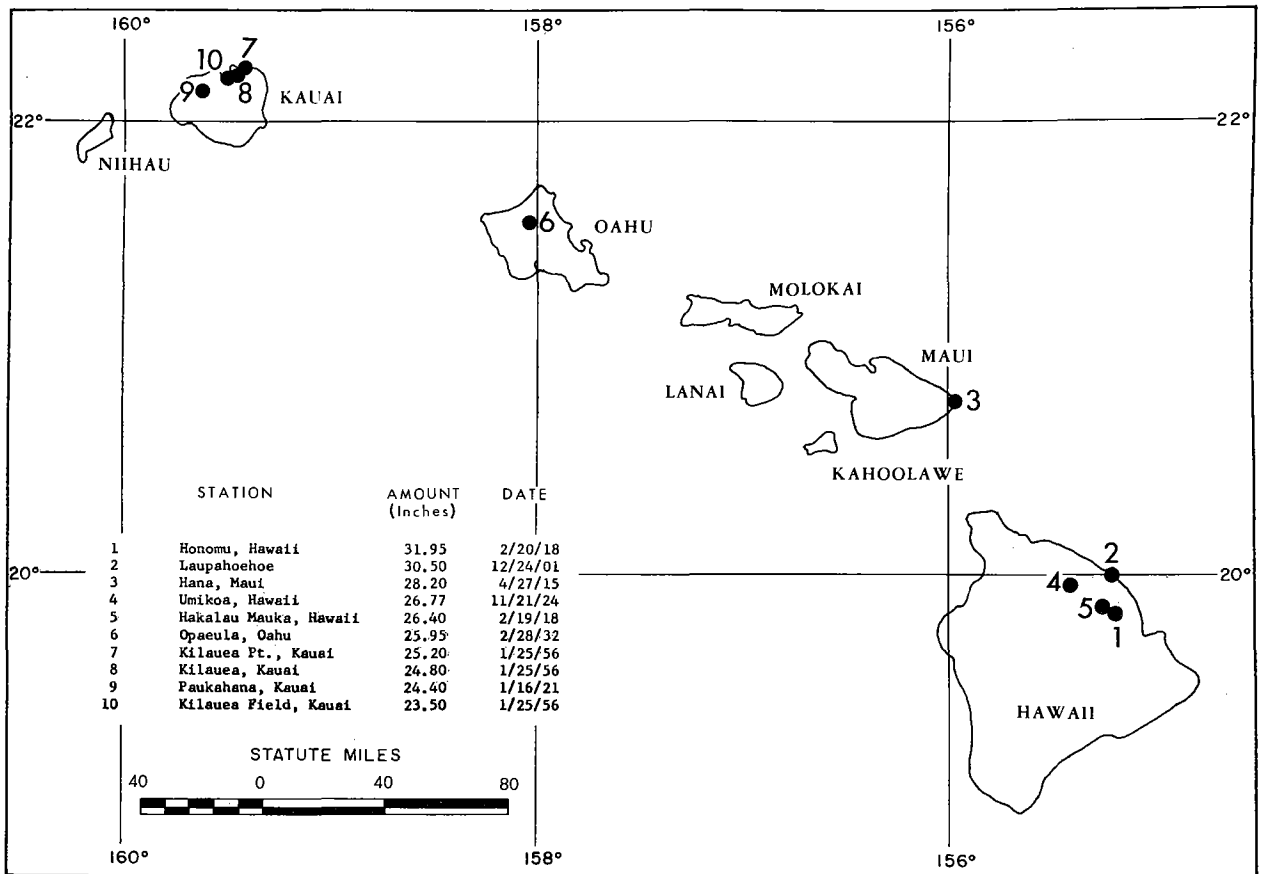 160° 158° 156°
7
10
9 8 KAUAI
22° 22°
NIIHAU
6 OAHU
MOLOKAI
MAUI
LANAI
3
KAHOOLAWE
STATION AMOUNT DATE
(Inches)
1 Honomu, Hawaii 31.95 2/20/18
2 Laupahoehoe 30.50 12/24/01
3 Hana, Maui 28.20 4/27/15
4 Umikoa, Hawaii 26.77 11/21/24
5 Hakalau Mauka, Hawaii 26.40 2/19/18
6 Opaeula, Oahu 25.95 2/28/32
7 Kilauea Pt., Kauai 25.20 1/25/56
8 Kilauea, Kauai 24.80 1/25/56
9 Paukahana, Kauai 24.40 1/16/21
10 Kilauea Field, Kauai 23.50 1/25/56
20° 20°
2
4
5
1
HAWAII
STATUTE MILES
40 0 40 80
160° 158° 156°